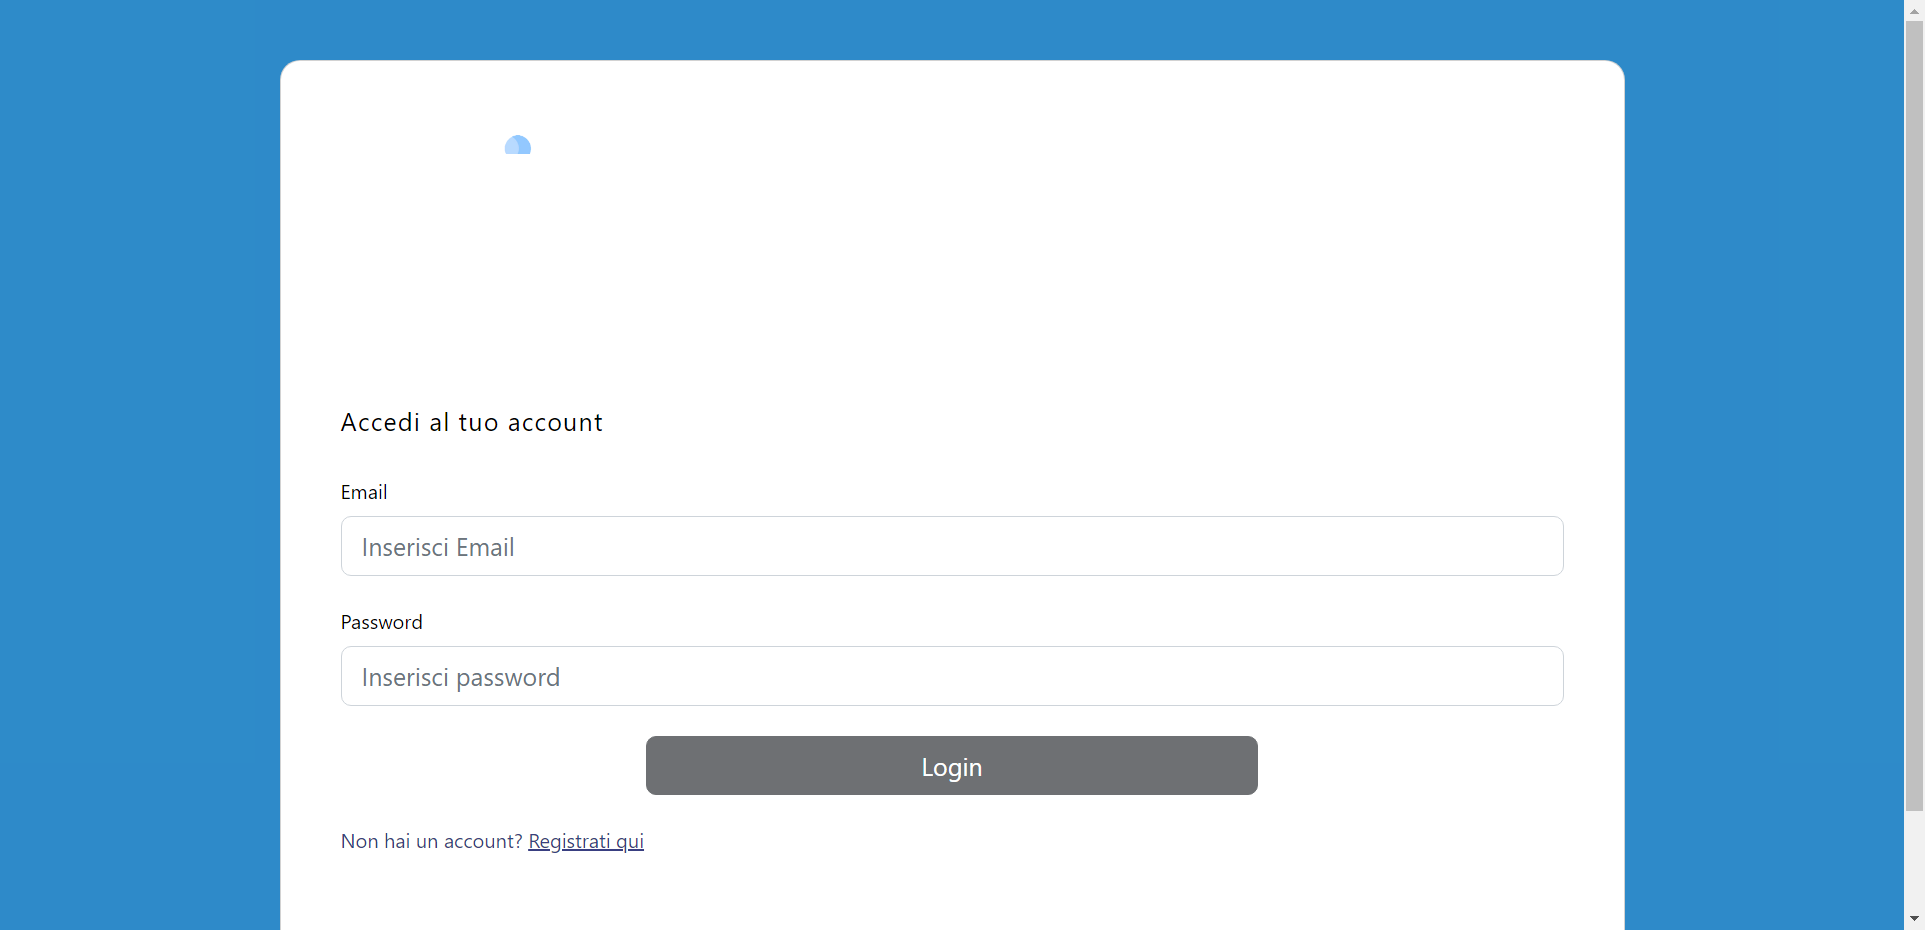 Accedi al tuo account
Email
Inserisci Email
Password
Inserisci password
Login
Non hai un account? Registrati qui